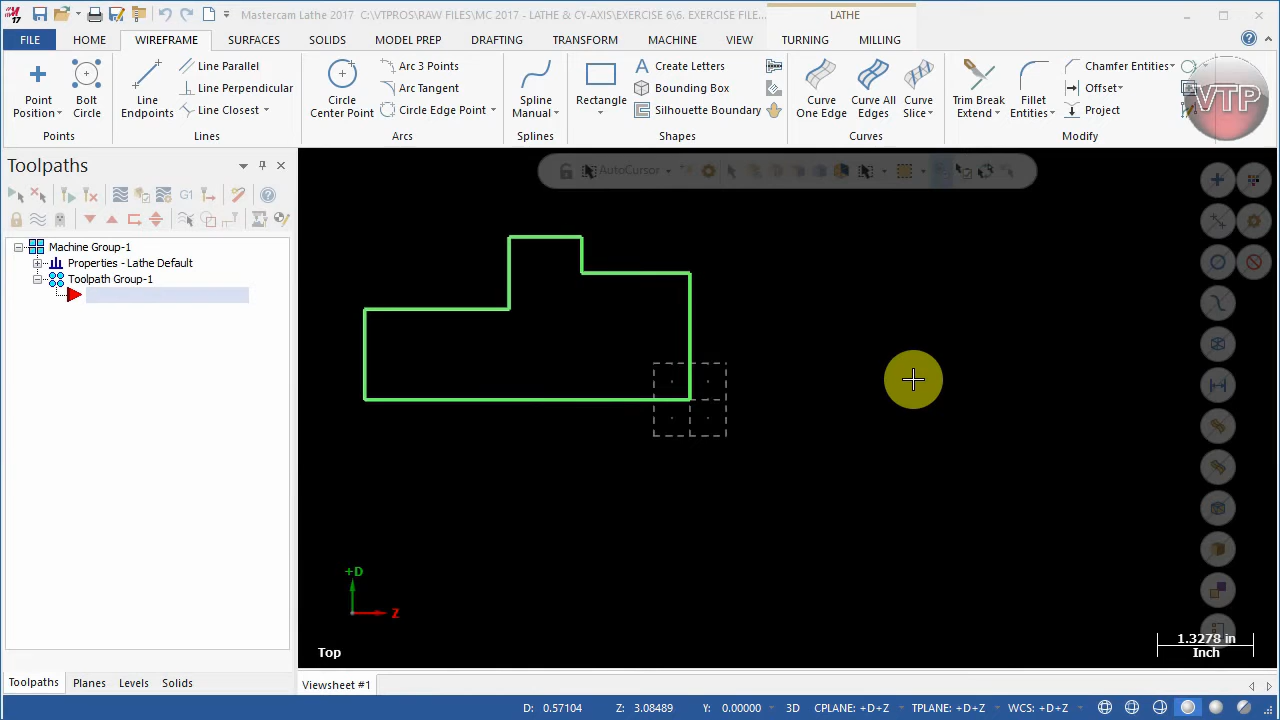 Mastercam Lathe 2017 C:\VTPROS\RAW FILES\MC 2017 - LATHE & CY-AXIS\EXERCISE 6\6. EXERCISE FILE... LATHE
FILE HOME WIREFRAME SURFACES SOLIDS MODEL PREP DRAFTING TRANSFORM MACHINE VIEW TURNING MILLING
Point Position
Bolt Circle
Points
Line Endpoints
Line Parallel
Line Perpendicular
Line Closest
Lines
Circle Center Point
Arc 3 Points
Arc Tangent
Circle Edge Point
Arcs
Spline Manual
Splines
Rectangle
Create Letters
Bounding Box
Silhouette Boundary
Shapes
Curve One Edge
Curve All Edges
Curve Slice
Curves
Trim Break Extend
Fillet Entities
Chamfer Entities
Offset
Project
Modify
VTP
Toolpaths
G1
Machine Group-1
Properties - Lathe Default
Toolpath Group-1
AutoCursor
+D
Z
Top
1.3278 in
Inch
Toolpaths Planes Levels Solids
Viewsheet #1
D: 0.57104 Z: 3.08489 Y: 0.00000 3D CPLANE: +D+Z TPLANE: +D+Z WCS: +D+Z